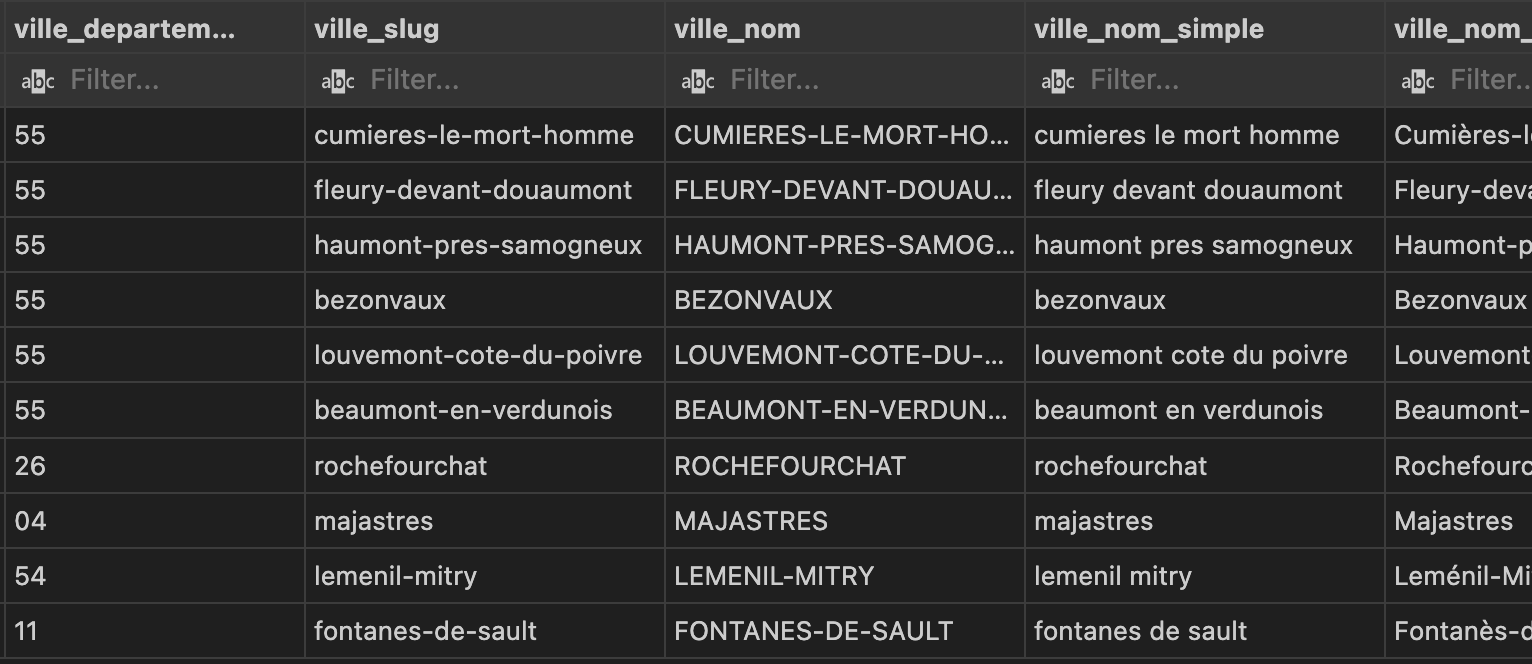 ville_departem... ville_slug ville_nom ville_nom_simple ville_nom_
abc Filter... abc Filter... abc Filter... abc Filter... abc Filter..
55 cumieres-le-mort-homme CUMIERES-LE-MORT-HO... cumieres le mort homme Cumières-l
55 fleury-devant-douaumont FLEURY-DEVANT-DOUAU... fleury devant douaumont Fleury-deva
55 haumont-pres-samogneux HAUMONT-PRES-SAMOG... haumont pres samogneux Haumont-p
55 bezonvaux BEZONVAUX bezonvaux Bezonvaux
55 louvemont-cote-du-poivre LOUVEMONT-COTE-DU-... louvemont cote du poivre Louvemont
55 beaumont-en-verdunois BEAUMONT-EN-VERDUN... beaumont en verdunois Beaumont-
26 rochefourchat ROCHEFOURCHAT rochefourchat Rochefourc
04 majastres MAJASTRES majastres Majastres
54 lemenil-mitry LEMENIL-MITRY lemenil mitry Leménil-Mi
11 fontanes-de-sault FONTANES-DE-SAULT fontanes de sault Fontanès-d